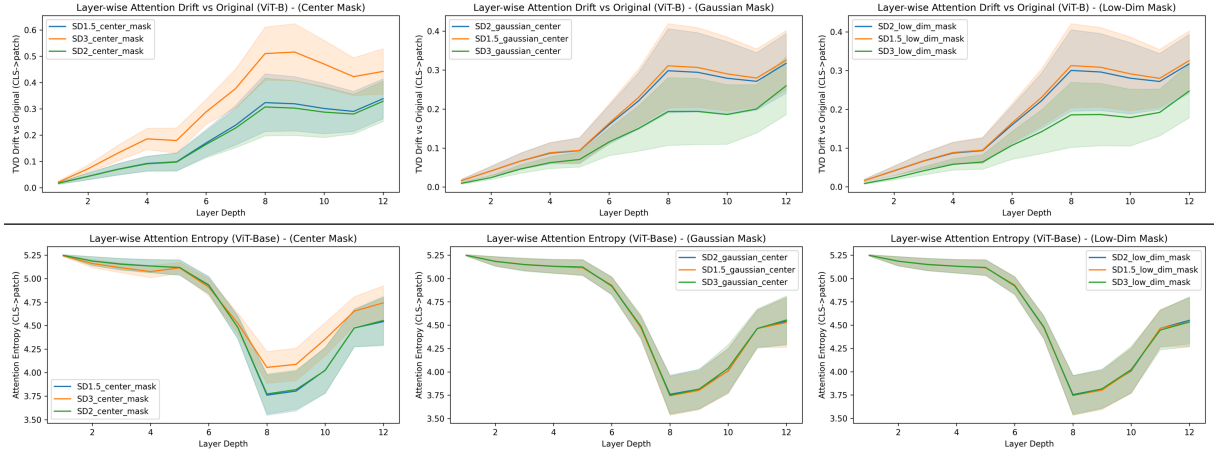 Layer-wise Attention Drift vs Original (ViT-B) - (Center Mask)
TVD Drift vs Original (CLS->patch)
0.6
0.5
0.4
0.3
0.2
0.1
0.0
SD1.5_center_mask
SD3_center_mask
SD2_center_mask
2
4
6
8
10
12
Layer Depth
Layer-wise Attention Drift vs Original (ViT-B) - (Gaussian Mask)
TVD Drift vs Original (CLS->patch)
0.4
0.3
0.2
0.1
0.0
SD2_gaussian_center
SD1.5_gaussian_center
SD3_gaussian_center
2
4
6
8
10
12
Layer Depth
Layer-wise Attention Drift vs Original (ViT-B) - (Low-Dim Mask)
TVD Drift vs Original (CLS->patch)
0.4
0.3
0.2
0.1
0.0
SD2_low_dim_mask
SD1.5_low_dim_mask
SD3_low_dim_mask
2
4
6
8
10
12
Layer Depth
Layer-wise Attention Entropy (ViT-Base) - (Center Mask)
Attention Entropy (CLS->patch)
5.25
5.00
4.75
4.50
4.25
4.00
3.75
3.50
SD1.5_center_mask
SD3_center_mask
SD2_center_mask
2
4
6
8
10
12
Layer Depth
Layer-wise Attention Entropy (ViT-Base) - (Gaussian Mask)
Attention Entropy (CLS->patch)
5.25
5.00
4.75
4.50
4.25
4.00
3.75
3.50
SD2_gaussian_center
SD1.5_gaussian_center
SD3_gaussian_center
2
4
6
8
10
12
Layer Depth
Layer-wise Attention Entropy (ViT-Base) - (Low-Dim Mask)
Attention Entropy (CLS->patch)
5.25
5.00
4.75
4.50
4.25
4.00
3.75
3.50
SD2_low_dim_mask
SD1.5_low_dim_mask
SD3_low_dim_mask
2
4
6
8
10
12
Layer Depth